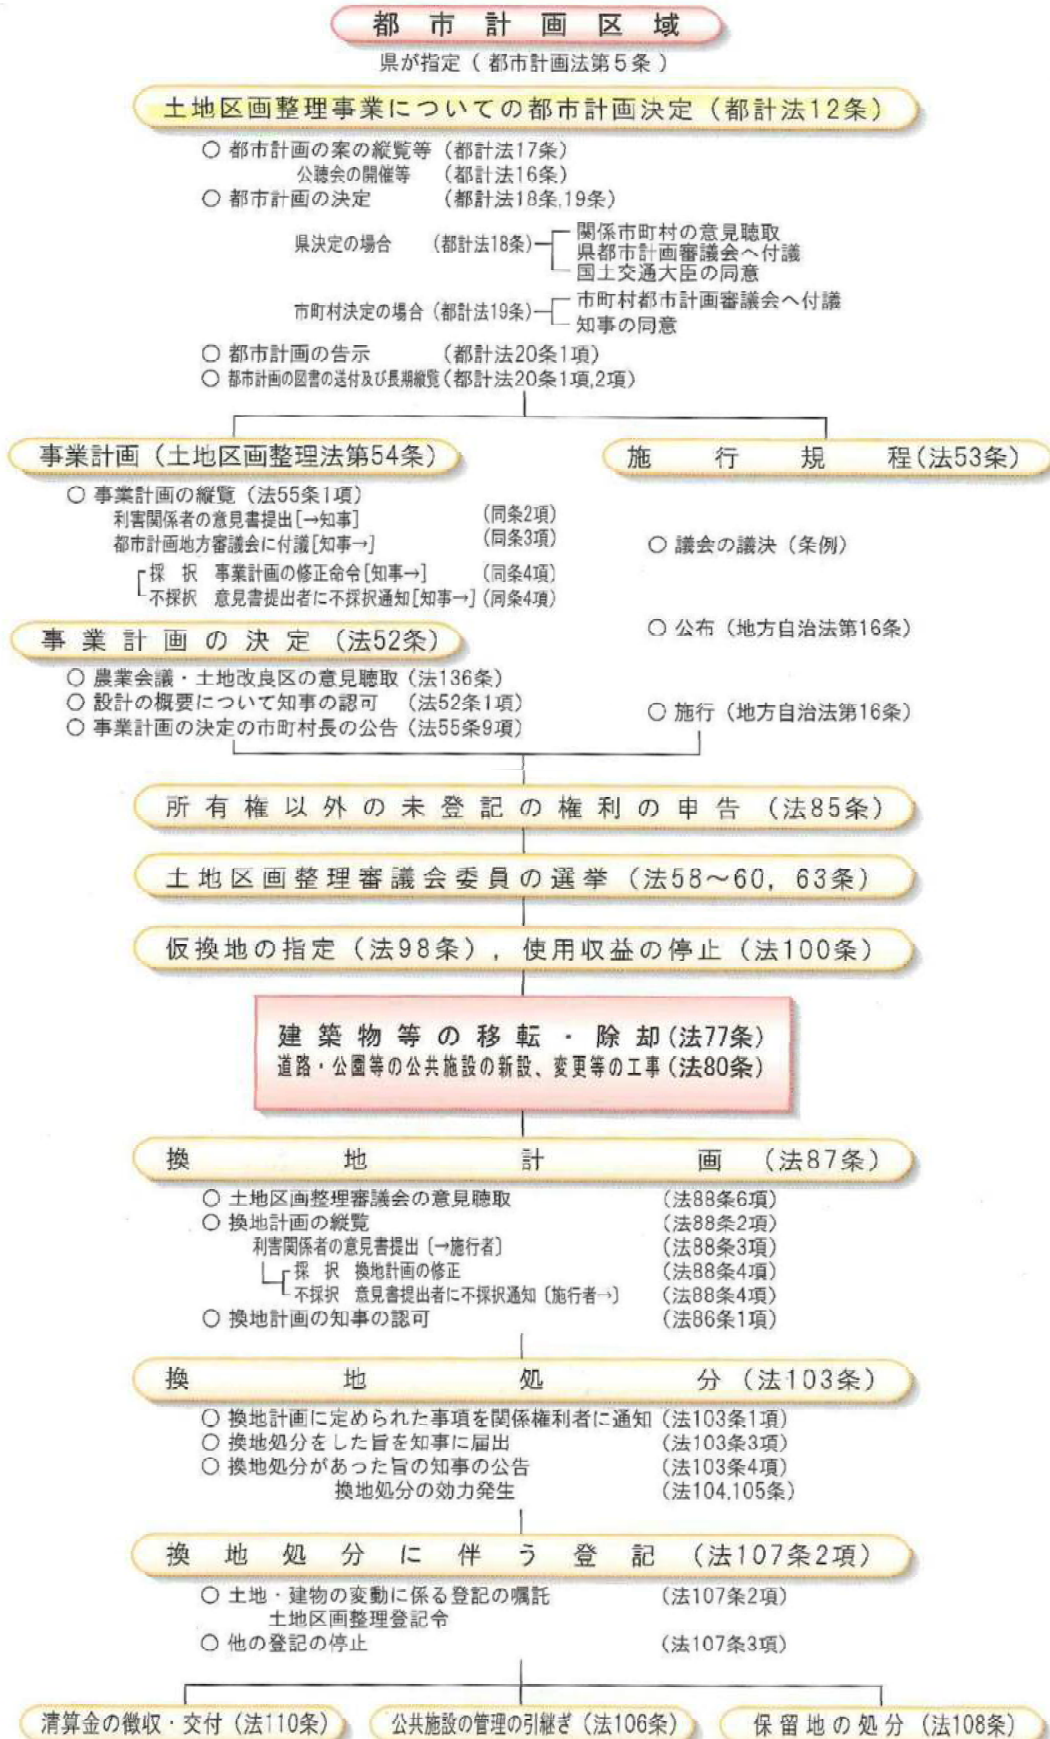 都市計画区域
県が指定（都市計画法第5条）
土地区画整理事業についての都市計画決定（都計法12条）
○ 都市計画の案の縦覧等（都計法17条）
公聴会の開催等（都計法16条）
○ 都市計画の決定（都計法18条,19条）
県決定の場合（都計法18条）
関係市町村の意見聴取
県都市計画審議会へ付議
国土交通大臣の同意
市町村決定の場合（都計法19条）
市町村都市計画審議会へ付議
知事の同意
○ 都市計画の告示（都計法20条1項）
○ 都市計画の図書の送付及び長期縦覧（都計法20条1項,2項）
事業計画（土地区画整理法第54条）
○ 事業計画の縦覧（法55条1項）
利害関係者の意見書提出［→知事］（同条2項）
都市計画地方審議会に付議［知事→］（同条3項）
採択 事業計画の修正命令［知事→］（同条4項）
不採択 意見書提出者に不採択通知［知事→］（同条4項）
事業計画の決定（法52条）
○ 農業会議・土地改良区の意見聴取（法136条）
○ 設計の概要について知事の認可（法52条1項）
○ 事業計画の決定の市町村長の公告（法55条9項）
施行規程（法53条）
○ 議会の議決（条例）
○ 公布（地方自治法第16条）
○ 施行（地方自治法第16条）
所有権以外の未登記の権利の申告（法85条）
土地区画整理審議会委員の選挙（法58～60，63条）
仮換地の指定（法98条），使用収益の停止（法100条）
建築物等の移転・除却（法77条）
道路・公園等の公共施設の新設、変更等の工事（法80条）
換地計画（法87条）
○ 土地区画整理審議会の意見聴取（法88条6項）
○ 換地計画の縦覧（法88条2項）
利害関係者の意見書提出〔→施行者〕（法88条3項）
採択 換地計画の修正（法88条4項）
不採択 意見書提出者に不採択通知〔施行者→〕（法88条4項）
○ 換地計画の知事の認可（法86条1項）
換地処分（法103条）
○ 換地計画に定められた事項を関係権利者に通知（法103条1項）
○ 換地処分をした旨を知事に届出（法103条3項）
○ 換地処分があった旨の知事の公告（法103条4項）
換地処分の効力発生（法104,105条）
換地処分に伴う登記（法107条2項）
○ 土地・建物の変動に係る登記の嘱託（法107条2項）
土地区画整理登記令
○ 他の登記の停止（法107条3項）
清算金の徴収・交付（法110条）
公共施設の管理の引継ぎ（法106条）
保留地の処分（法108条）